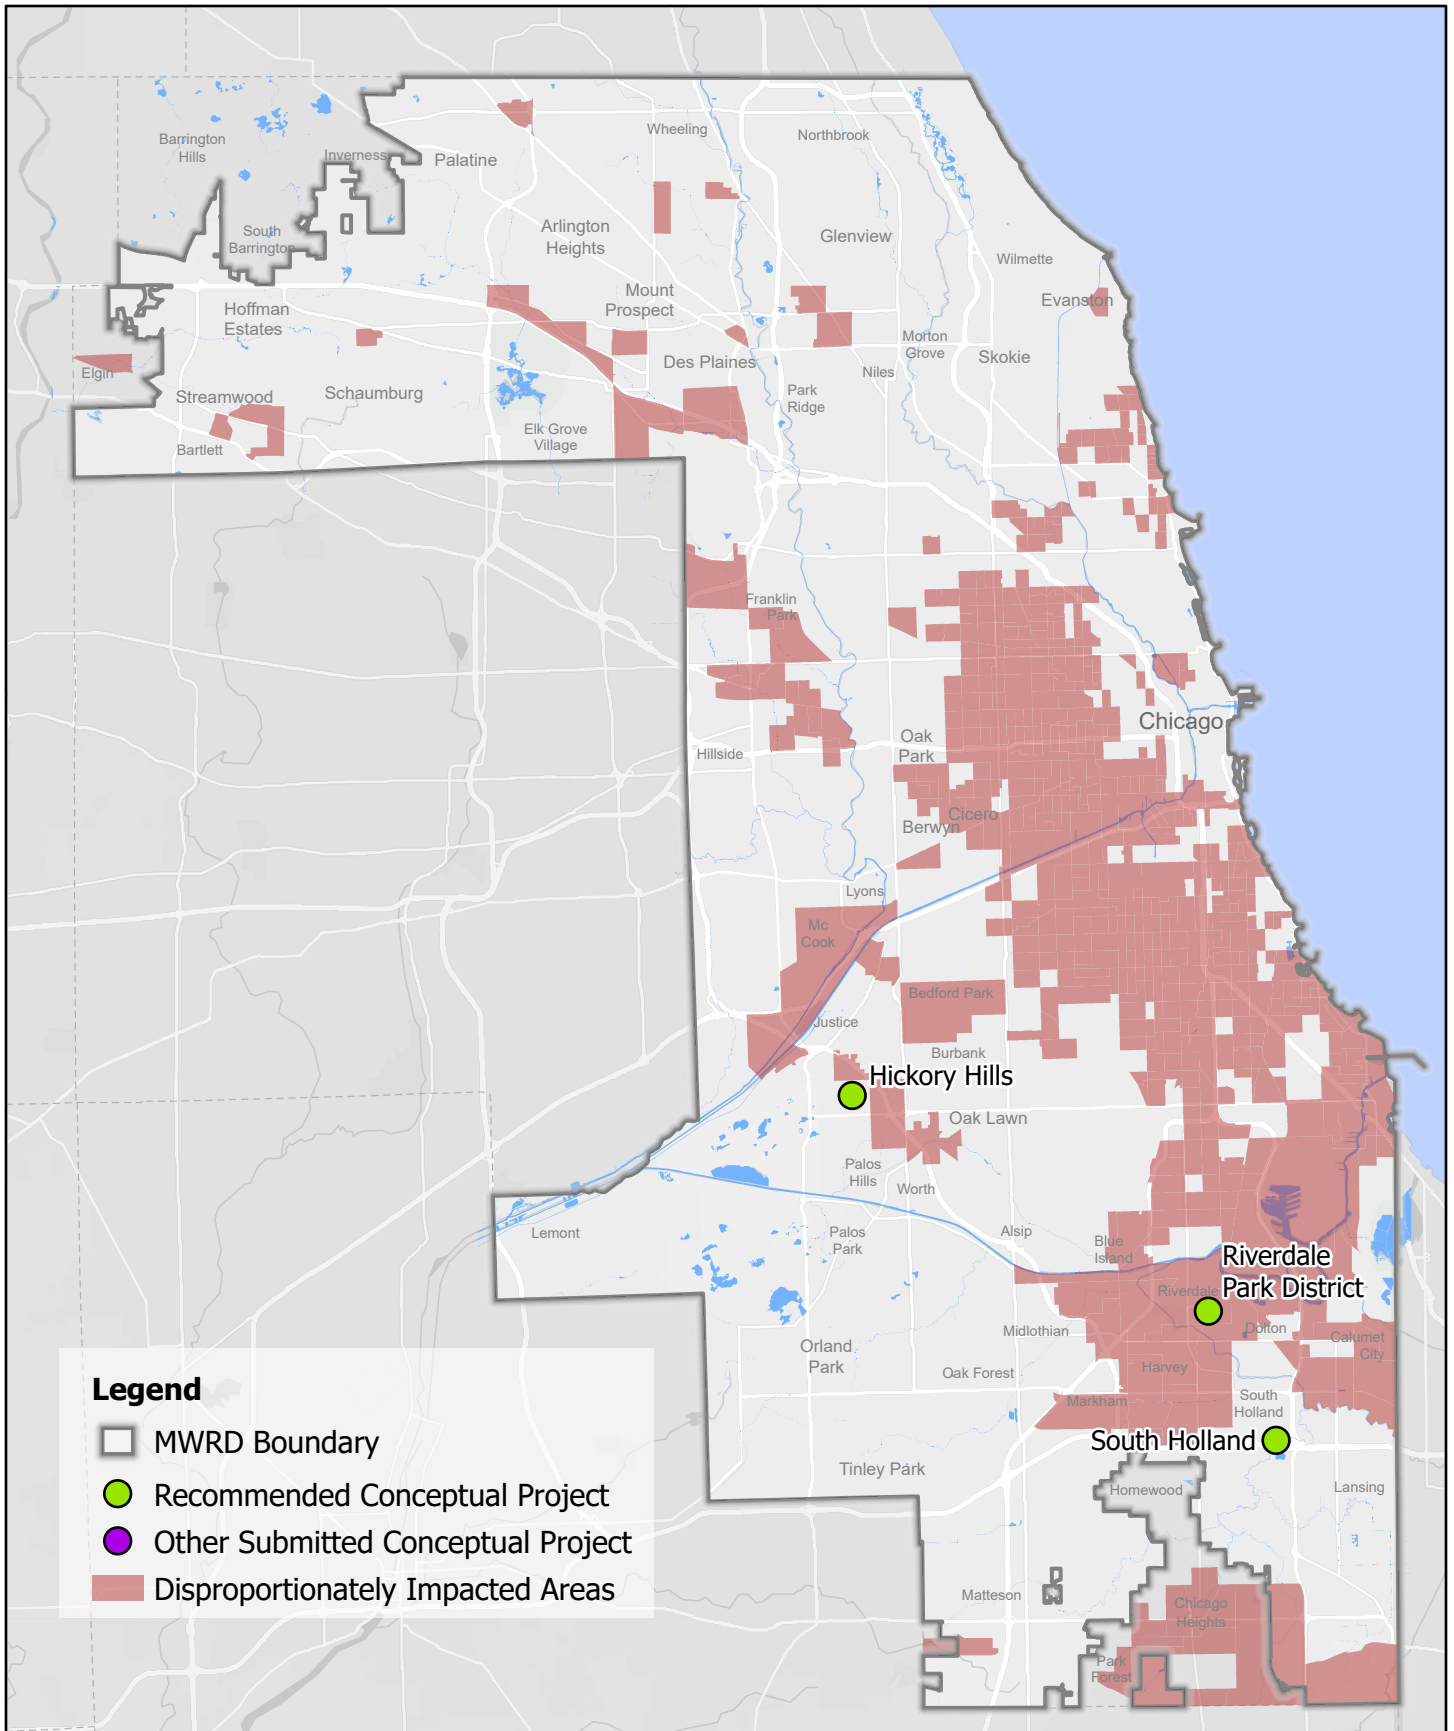 Barrington
Hills
Inverness
Palatine
Wheeling
Northbrook
South
Barrington
Arlington
Heights
Glenview
Wilmette
Hoffman
Estates
Mount
Prospect
Evanston
Elgin
Streamwood
Schaumburg
Des Plaines
Morton
Grove
Skokie
Niles
Park
Ridge
Bartlett
Elk Grove
Village
Franklin
Park
Hillside
Oak
Park
Chicago
Berwyn
Cicero
Lyons
Mc
Cook
Bedford Park
Justice
Burbank
Hickory Hills
Oak Lawn
Palos
Hills
Worth
Lemont
Palos
Park
Alsip
Blue
Island
Riverdale
Park District
Riverdale
Midlothian
Dolton
Calumet
City
Orland
Park
Oak Forest
Harvey
Markham
South
Holland
South Holland
Tinley Park
Homewood
Lansing
Matteson
Chicago
Heights
Park
Forest
Legend
MWRD Boundary
Recommended Conceptual Project
Other Submitted Conceptual Project
Disproportionately Impacted Areas